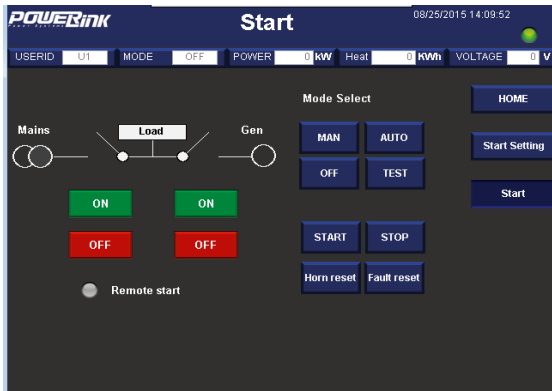 POWERinK
Power Systems
Start
08/25/2015 14:09:52
USERID U1 MODE OFF POWER 0 kW Heat 0 KWh VOLTAGE 0 V
Mode Select
HOME
Mains Load Gen
MAN AUTO
Start Setting
OFF TEST
ON ON
Start
OFF OFF
START STOP
Remote start
Horn reset Fault reset